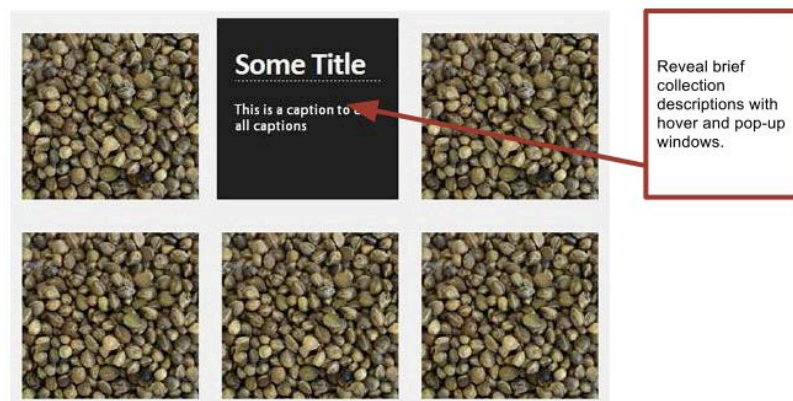 Some Title
This is a caption to
all captions
Reveal brief
collection
descriptions with
hover and pop-up
windows.